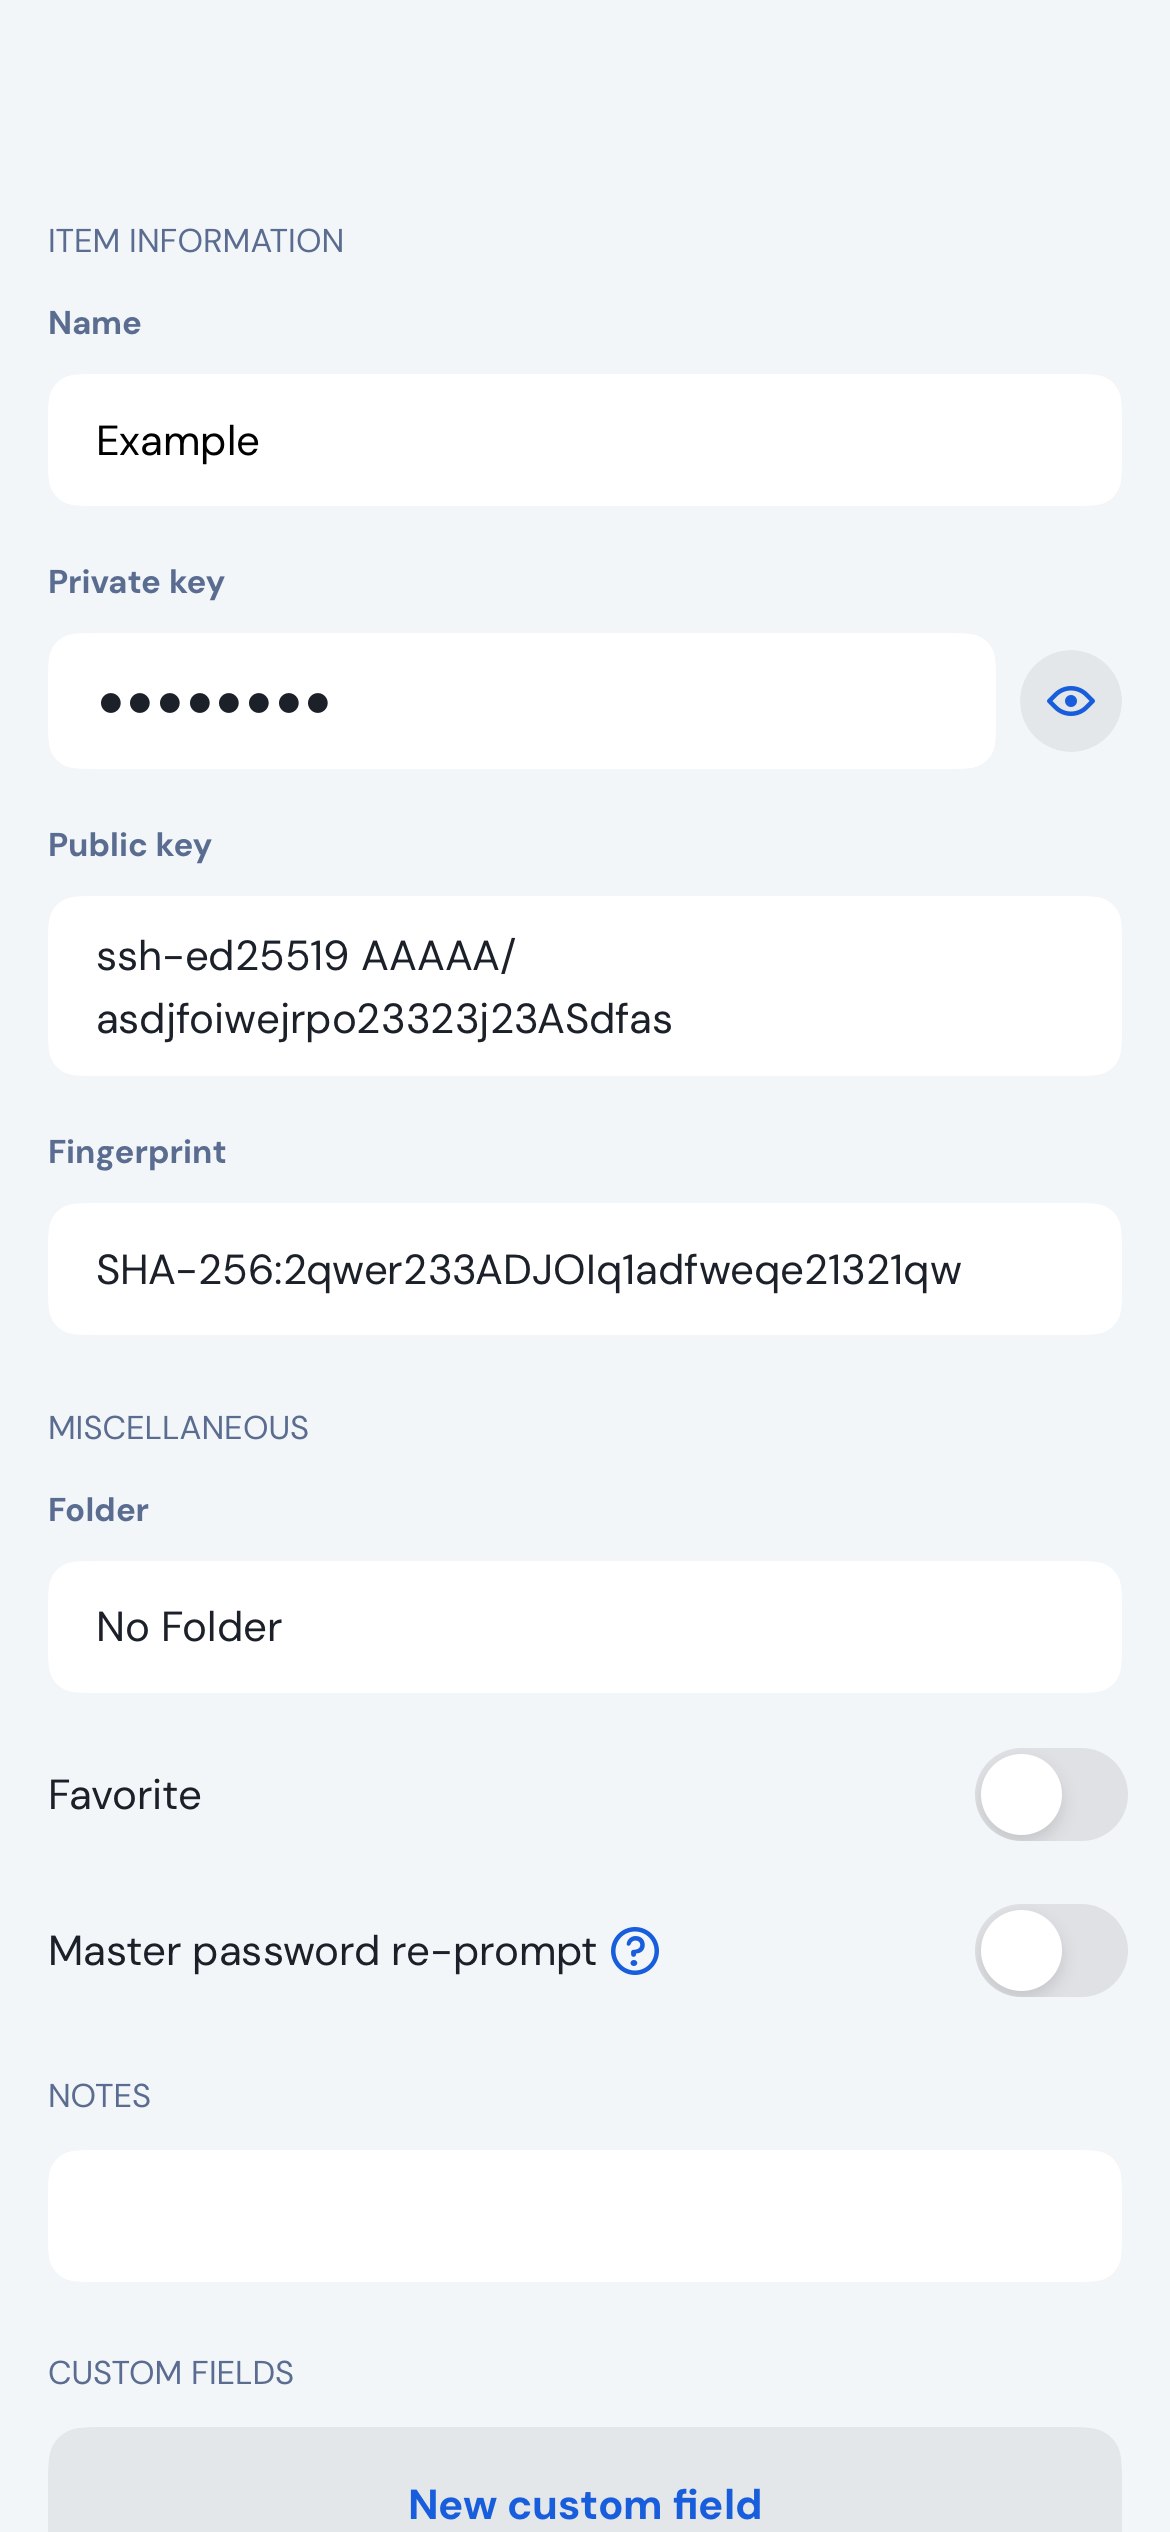 ITEM INFORMATION
Name
Example
Private key
●●●●●●●●
Public key
ssh-ed25519 AAAAA/
asdjfoiwejrpo23323j23ASdfas
Fingerprint
SHA-256:2qwer233ADJOIq1adfweqe21321qw
MISCELLANEOUS
Folder
No Folder
Favorite
Master password re-prompt
NOTES
CUSTOM FIELDS
New custom field